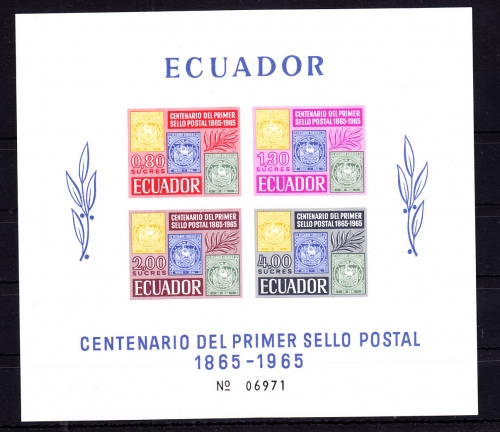 ECUADOR
CENTENARIO DEL PRIMER
SELLO POSTAL 1865-1965
0,80
SUCRES
ECUADOR
CENTENARIO DEL PRIMER
SELLO POSTAL 1865-1965
1,30
SUCRES
ECUADOR
CENTENARIO DEL PRIMER
SELLO POSTAL 1865-1965
2,00
SUCRES
ECUADOR
CENTENARIO DEL PRIMER
SELLO POSTAL 1865-1965
4,00
SUCRES
ECUADOR
CENTENARIO DEL PRIMER SELLO POSTAL
1865-1965
Nº 06971